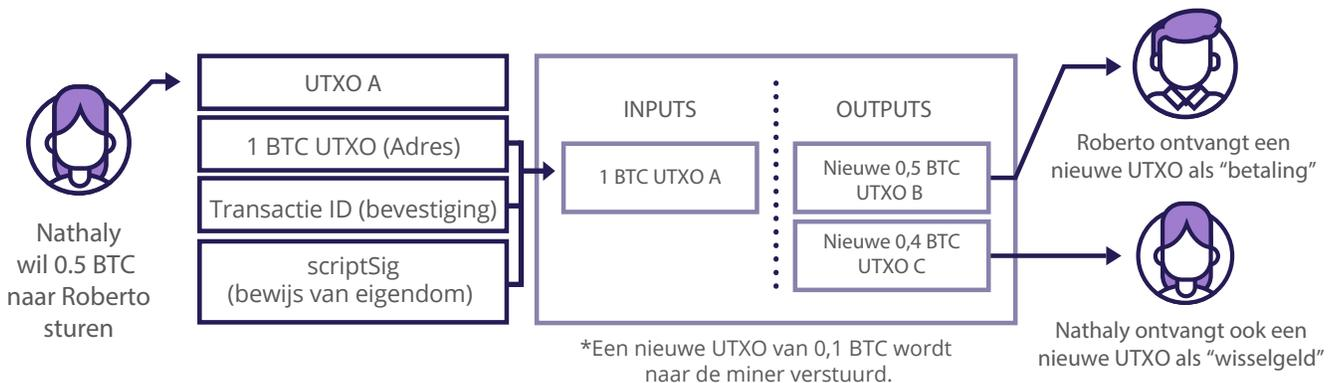 Nathaly
wil 0.5 BTC
naar Roberto
sturen
UTXO A
1 BTC UTXO (Adres)
Transactie ID (bevestiging)
scriptSig
(bewijs van eigendom)
INPUTS
1 BTC UTXO A
OUTPUTS
Nieuwe 0,5 BTC
UTXO B
Nieuwe 0,4 BTC
UTXO C
*Een nieuwe UTXO van 0,1 BTC wordt
naar de miner verstuurd.
Roberto ontvangt een
nieuwe UTXO als “betaling”
Nathaly ontvangt ook een
nieuwe UTXO als “wisselgeld”